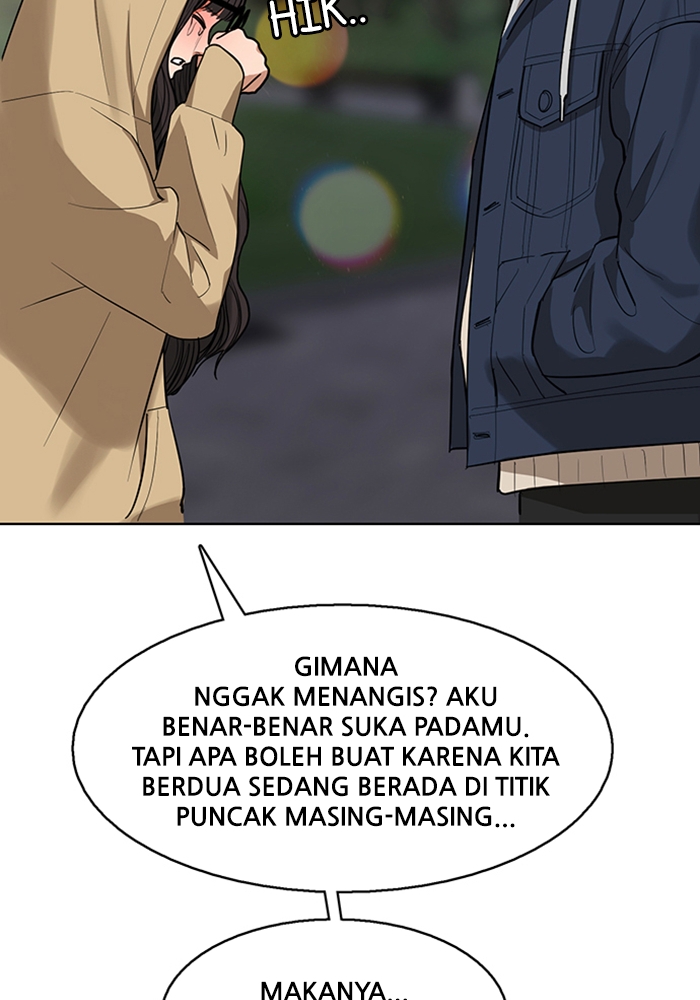 HIK..
GIMANA
NGGAK MENANGIS? AKU
BENAR-BENAR SUKA PADAMU.
TAPI APA BOLEH BUAT KARENA KITA
BERDUA SEDANG BERADA DI TITIK
PUNCAK MASING-MASING...
MAKANYA...